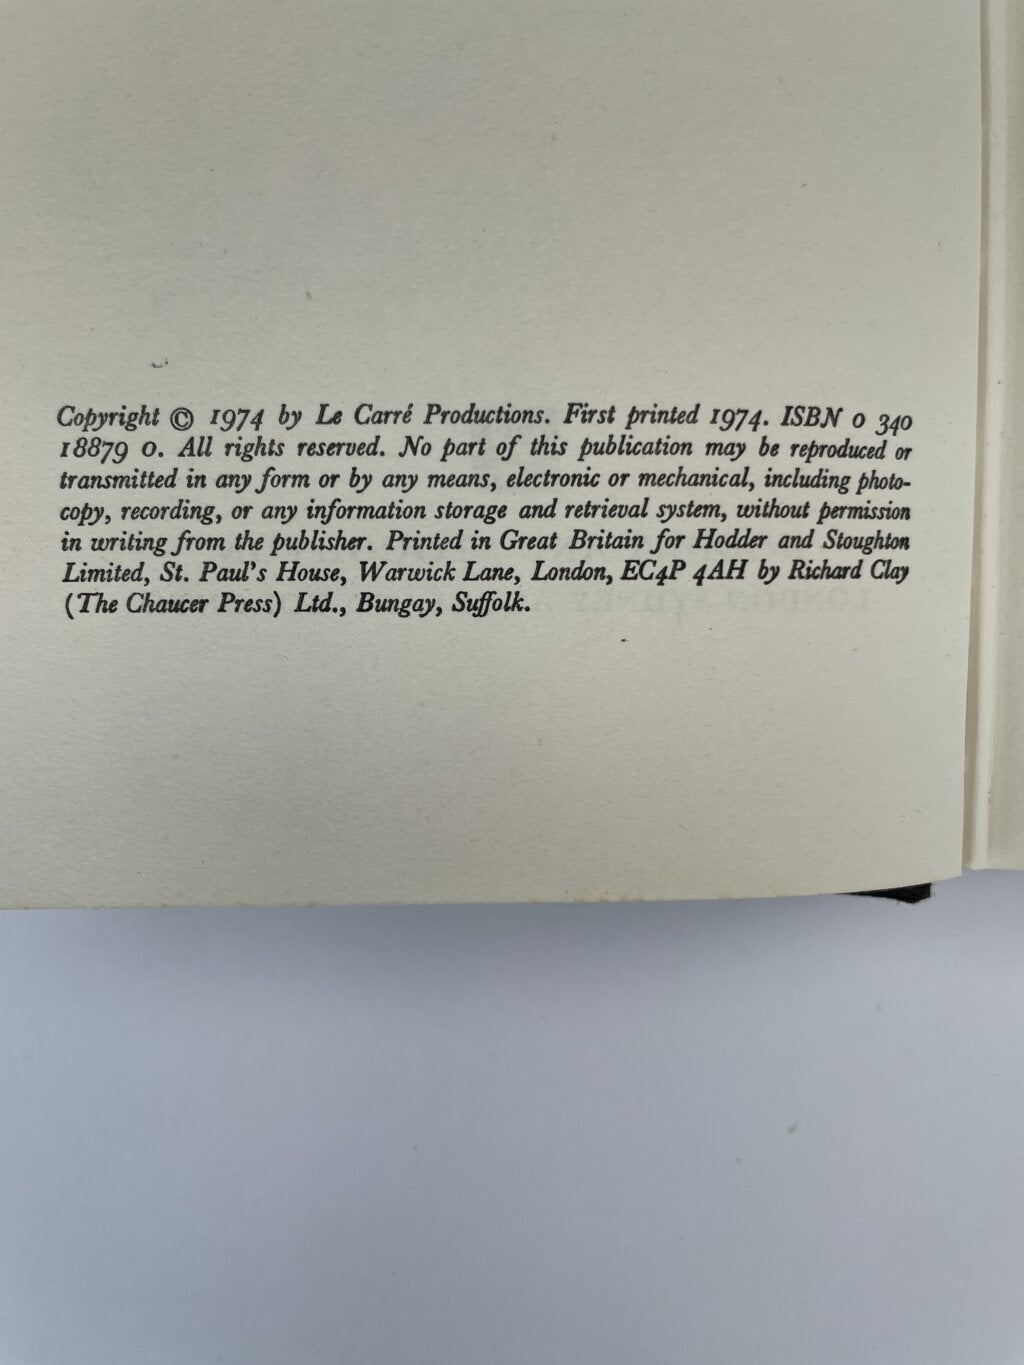 Copyright © 1974 by Le Carré Productions. First printed 1974. ISBN 0 340
18879 0. All rights reserved. No part of this publication may be reproduced or
transmitted in any form or by any means, electronic or mechanical, including photo-
copy, recording, or any information storage and retrieval system, without permission
in writing from the publisher. Printed in Great Britain for Hodder and Stoughton
Limited, St. Paul's House, Warwick Lane, London, EC4P 4AH by Richard Clay
(The Chaucer Press) Ltd., Bungay, Suffolk.